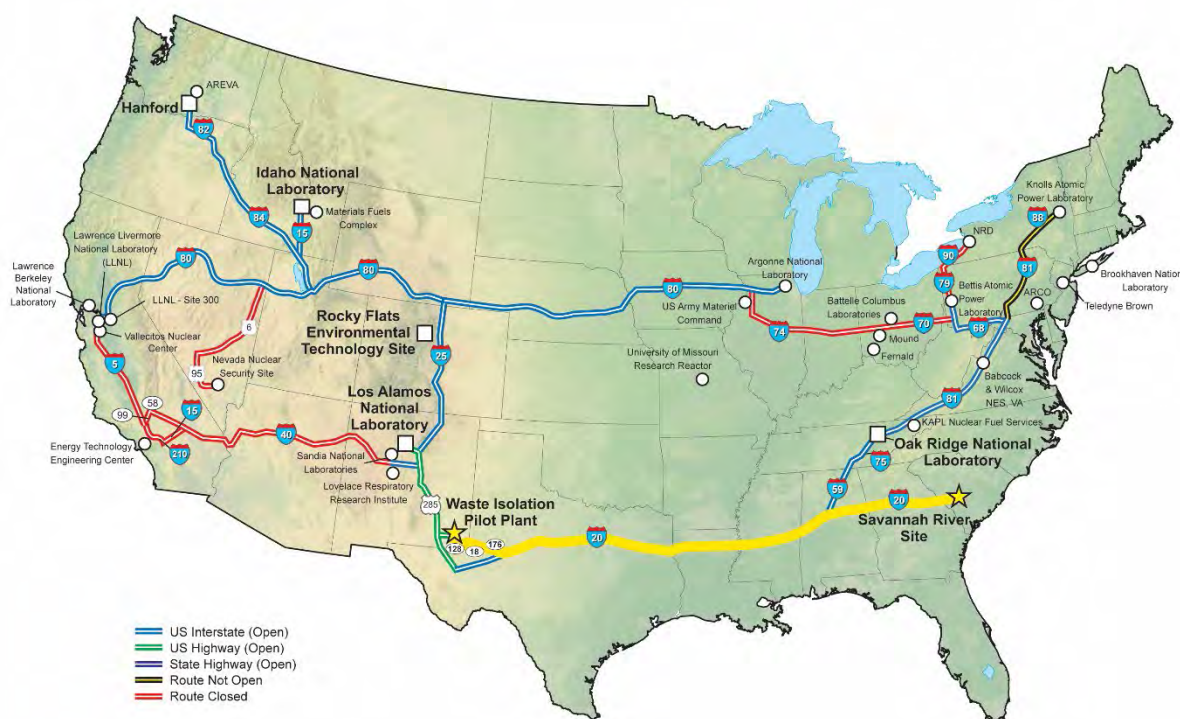 AREVA
Hanford
82
Idaho National
Laboratory
Materials Fuels
Complex
84
15
Lawrence Livermore
National Laboratory
(LLNL)
80
Lawrence
Berkeley
National
Laboratory
LLNL - Site 300
Vallecitos Nuclear
Center
80
6
95
Nevada Nuclear
Security Site
5
Rocky Flats
Environmental
Technology Site
25
Los Alamos
National
Laboratory
58
99
15
40
210
Energy Technology
Engineering Center
Sandia National
Laboratories
Lovelace Respiratory
Research Institute
285
Waste Isolation
Pilot Plant
128
18
176
20
80
Argonne National
Laboratory
US Army Materiel
Command
74
Battelle Columbus
Laboratories
70
Mound
Fernald
University of Missouri
Research Reactor
Knolls Atomic
Power Laboratory
88
NRD
90
79
81
Bettis Atomic
Power
Laboratory
68
ARCO
Brookhaven Nation
Laboratory
Teledyne Brown
Babcock
& Wilcox
NES, VA
81
KAPL Nuclear Fuel Services
Oak Ridge National
Laboratory
75
59
20
Savannah River
Site
US Interstate (Open)
US Highway (Open)
State Highway (Open)
Route Not Open
Route Closed